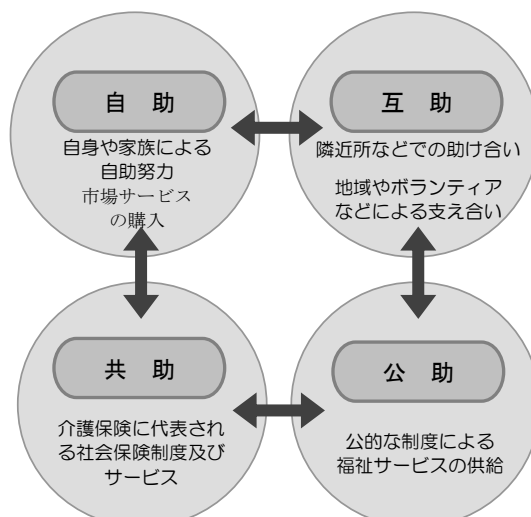 自 助
自身や家族による
自助努力
市場サービス
の購入
互 助
隣近所などでの助け合い
地域やボランティア
などによる支え合い
共 助
介護保険に代表され
る社会保険制度及び
サービス
公 助
公的な制度による
福祉サービスの供給